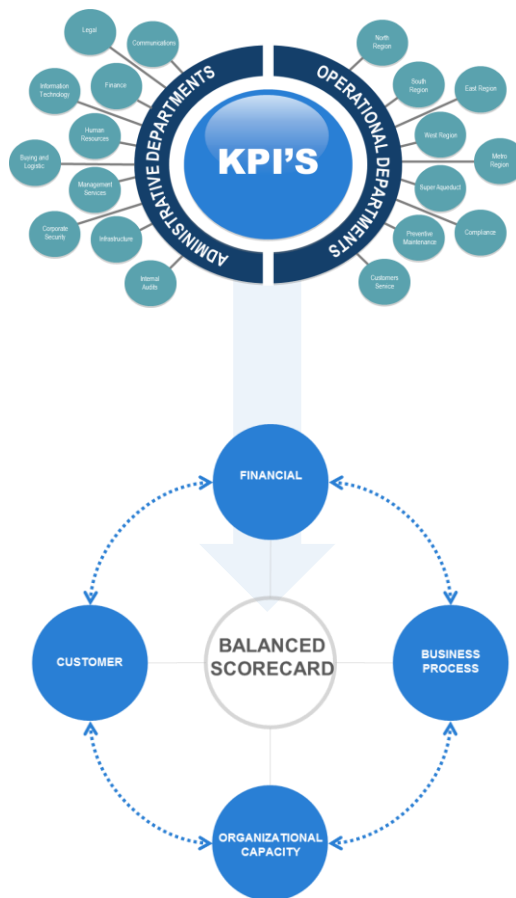 Legal
Communications
Information
Technology
Finance
Human
Resources
Buying and
Logistic
Management
Services
Corporate
Security
Infrastructure
Internal
Audits
ADMINISTRATIVE DEPARTMENTS
KPI'S
OPERATIONAL DEPARTMENTS
North
Region
South
Region
East Region
West Region
Metro
Region
Super Aqueduct
Compliance
Preventive
Maintenance
Customers
Service
FINANCIAL
CUSTOMER
BALANCED
SCORECARD
BUSINESS
PROCESS
ORGANIZATIONAL
CAPACITY